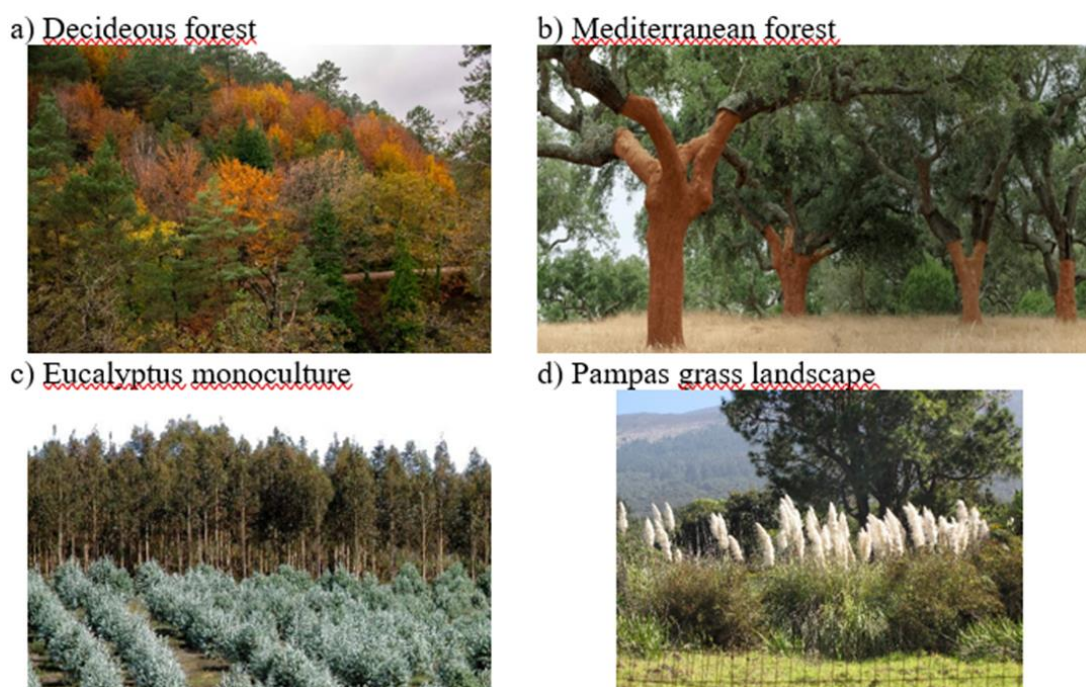 a) Decideous forest
b) Mediterranean forest
c) Eucalyptus monoculture
d) Pampas grass landscape